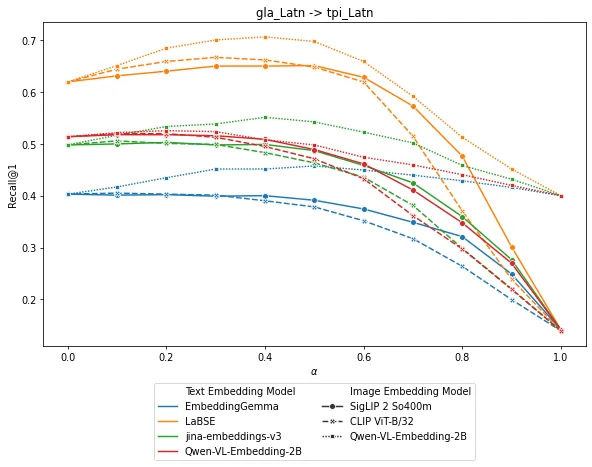 gla_Latn -> tpi_Latn
Recall@1
0.7
0.6
0.5
0.4
0.3
0.2
0.0 0.2 0.4 0.6 0.8 1.0
α
Text Embedding Model Image Embedding Model
EmbeddingGemma SigLIP 2 So400m
LaBSE CLIP ViT-B/32
jina-embeddings-v3 Qwen-VL-Embedding-2B
Qwen-VL-Embedding-2B